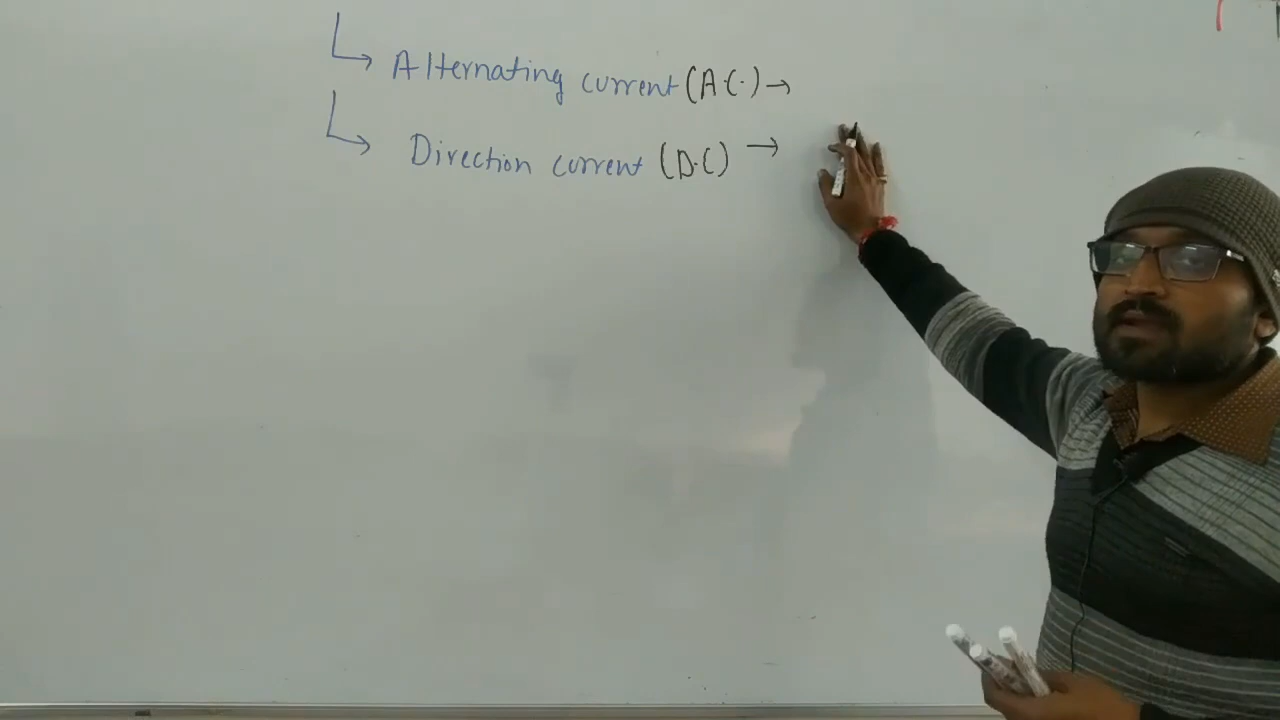 Alternating current (A.C.) →
Direction current (D.C) →